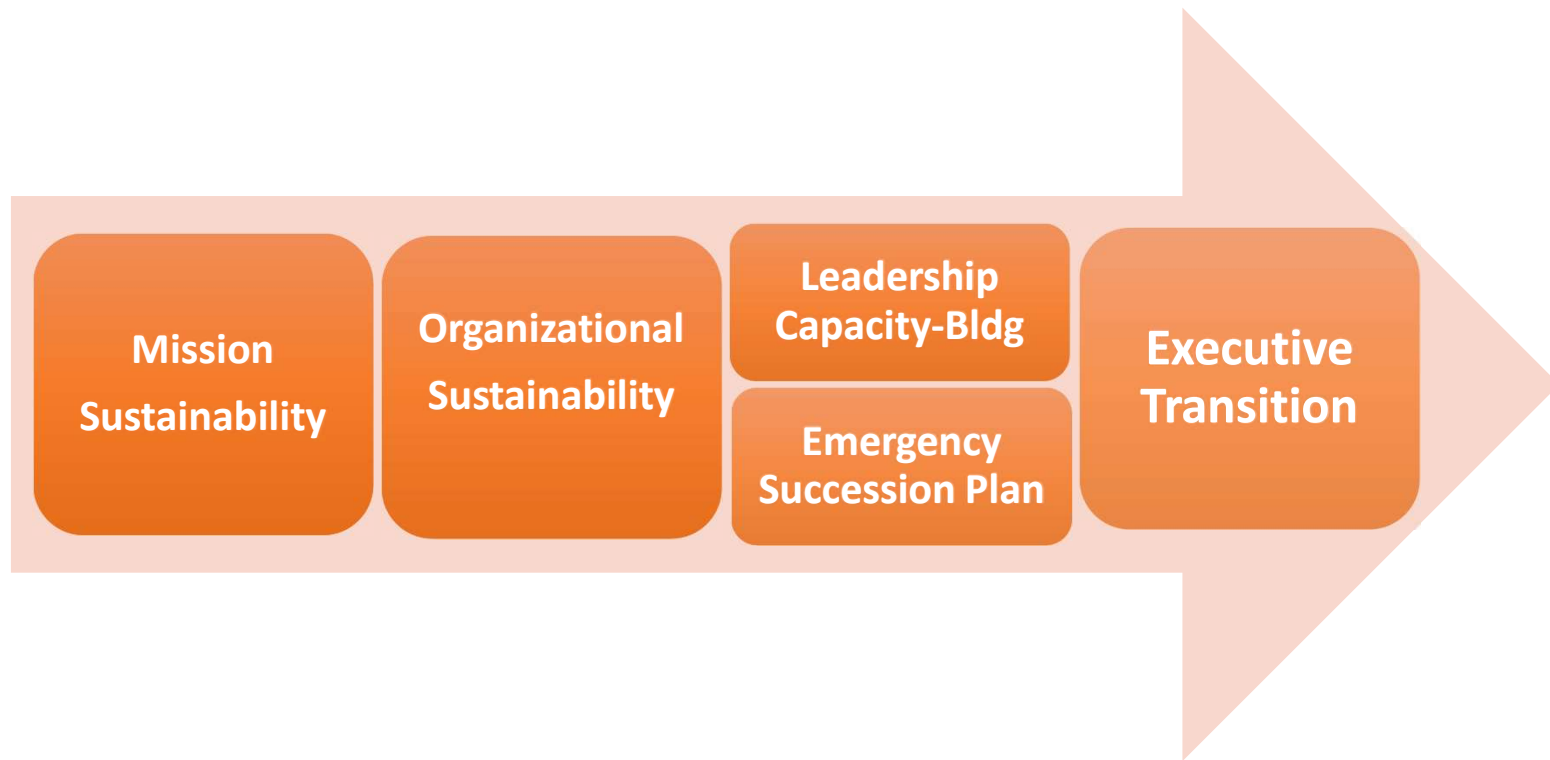 Mission
Sustainability
Organizational
Sustainability
Leadership
Capacity-Bldg
Emergency
Succession Plan
Executive
Transition